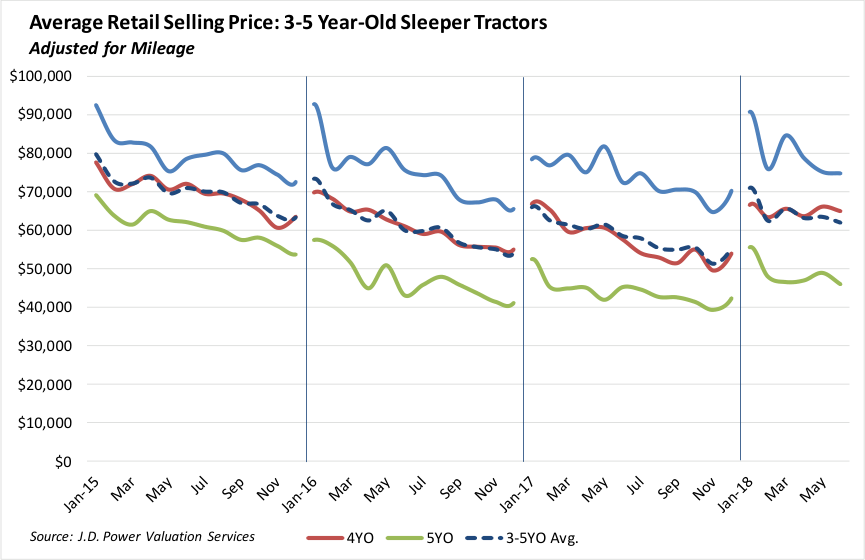 Average Retail Selling Price: 3-5 Year-Old Sleeper Tractors
Adjusted for Mileage
$100,000
$90,000
$80,000
$70,000
$60,000
$50,000
$40,000
$30,000
$20,000
$10,000
$0
Jan-15 Mar May Jul Sep Nov Jan-16 Mar May Jul Sep Nov Jan-17 Mar May Jul Sep Nov Jan-18 Mar May
Source: J.D. Power Valuation Services 4YO 5YO 3-5YO Avg.